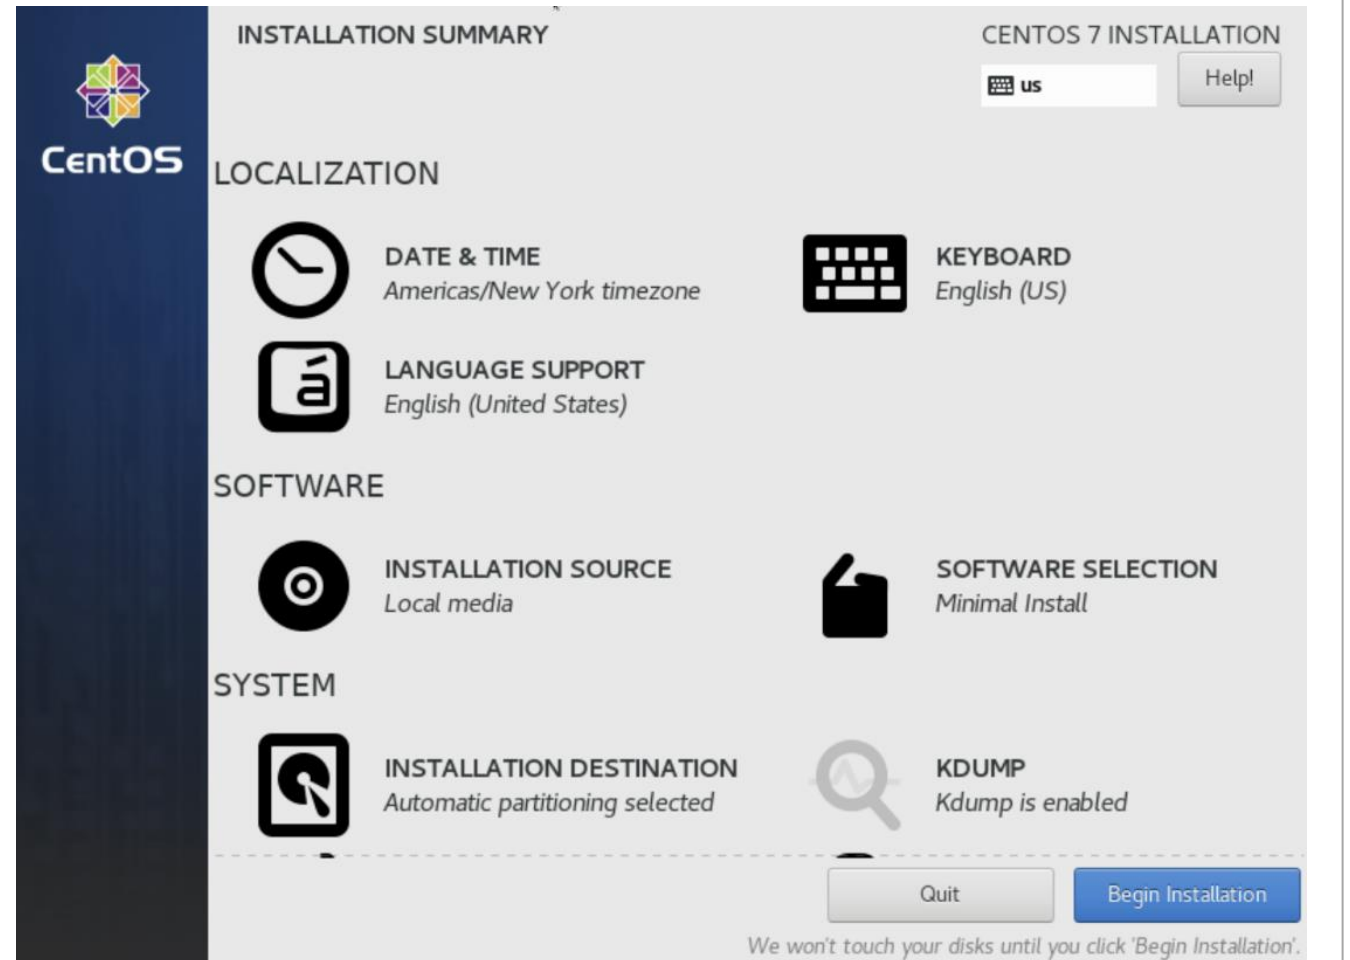 INSTALLATION SUMMARY
CENTOS 7 INSTALLATION
us
Help!
CentOS
LOCALIZATION
DATE & TIME
Americas/New York timezone
KEYBOARD
English (US)
á
LANGUAGE SUPPORT
English (United States)
SOFTWARE
INSTALLATION SOURCE
Local media
SOFTWARE SELECTION
Minimal Install
SYSTEM
INSTALLATION DESTINATION
Automatic partitioning selected
KDUMP
Kdump is enabled
Quit
Begin Installation
We won't touch your disks until you click 'Begin Installation'.